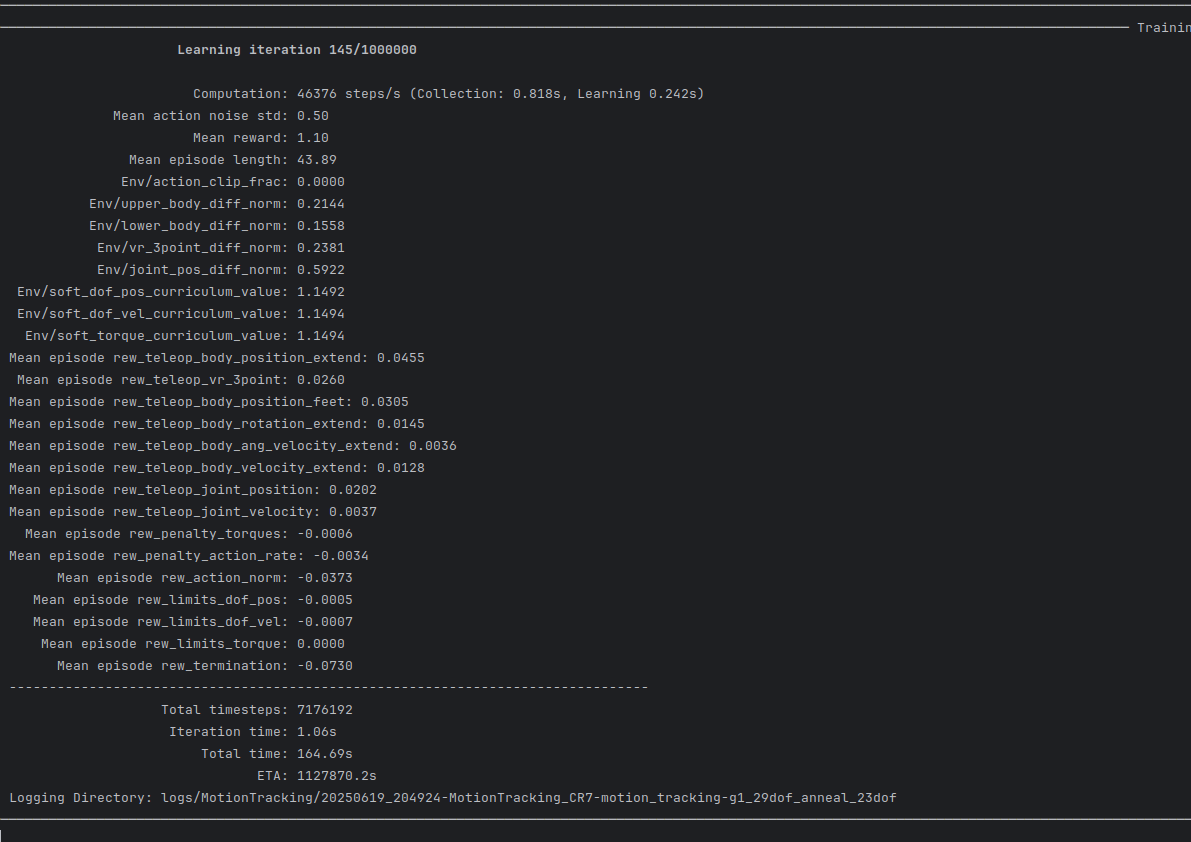 Trainin
Learning iteration 145/1000000
Computation: 46376 steps/s (Collection: 0.818s, Learning 0.242s)
Mean action noise std: 0.50
Mean reward: 1.10
Mean episode length: 43.89
Env/action_clip_frac: 0.0000
Env/upper_body_diff_norm: 0.2144
Env/lower_body_diff_norm: 0.1558
Env/vr_3point_diff_norm: 0.2381
Env/joint_pos_diff_norm: 0.5922
Env/soft_dof_pos_curriculum_value: 1.1492
Env/soft_dof_vel_curriculum_value: 1.1494
Env/soft_torque_curriculum_value: 1.1494
Mean episode rew_teleop_body_position_extend: 0.0455
Mean episode rew_teleop_vr_3point: 0.0260
Mean episode rew_teleop_body_position_feet: 0.0305
Mean episode rew_teleop_body_rotation_extend: 0.0145
Mean episode rew_teleop_body_ang_velocity_extend: 0.0036
Mean episode rew_teleop_body_velocity_extend: 0.0128
Mean episode rew_teleop_joint_position: 0.0202
Mean episode rew_teleop_joint_velocity: 0.0037
Mean episode rew_penalty_torques: -0.0006
Mean episode rew_penalty_action_rate: -0.0034
Mean episode rew_action_norm: -0.0373
Mean episode rew_limits_dof_pos: -0.0005
Mean episode rew_limits_dof_vel: -0.0007
Mean episode rew_limits_torque: 0.0000
Mean episode rew_termination: -0.0730
--------------------------------------------------------------------------------
Total timesteps: 7176192
Iteration time: 1.06s
Total time: 164.69s
ETA: 1127870.2s
Logging Directory: logs/MotionTracking/20250619_204924-MotionTracking_CR7-motion_tracking-g1_29dof_anneal_23dof